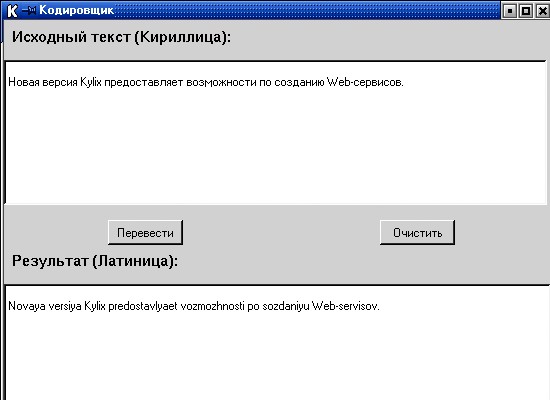 Кодировщик
Исходный текст (Кириллица):
Новая версия Kylix предоставляет возможности по созданию Web-сервисов.
Перевести Очистить
Результат (Латиница):
Novaya versiya Kylix predostavlyaet vozmozhnosti po sozdaniyu Web-servisov.